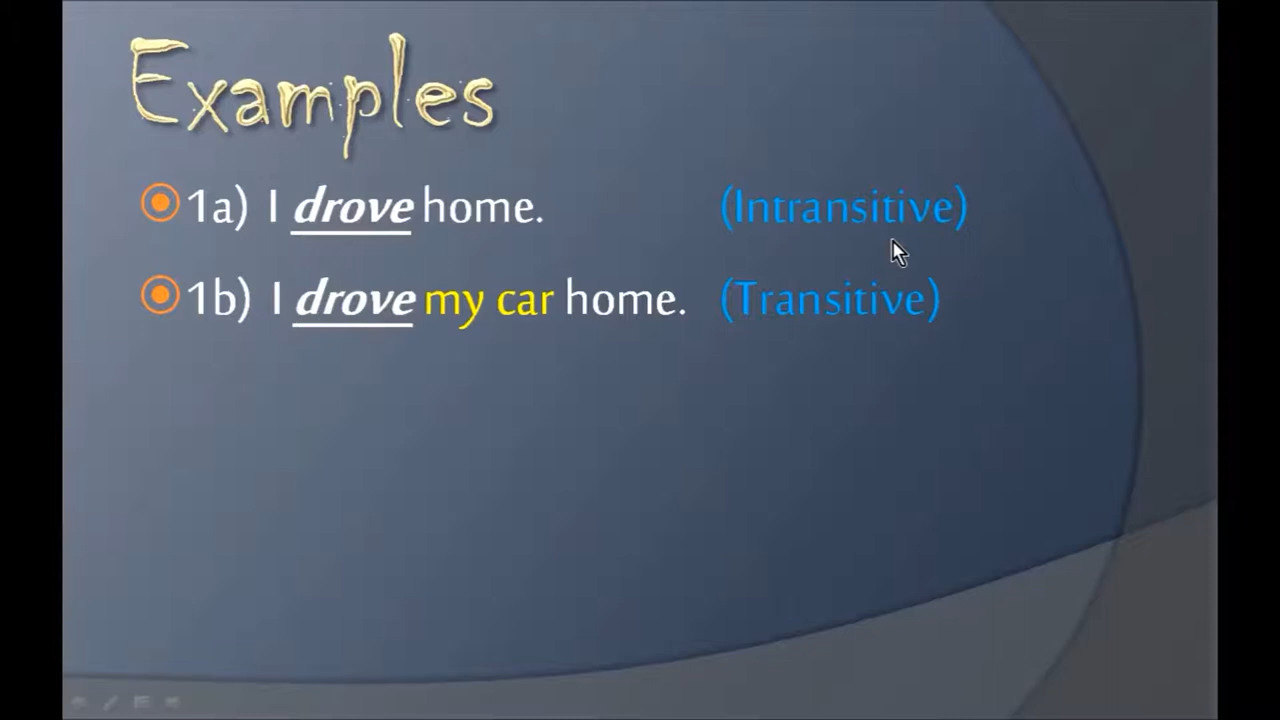 Examples
1a) I drove home. (Intransitive)
1b) I drove my car home. (Transitive)